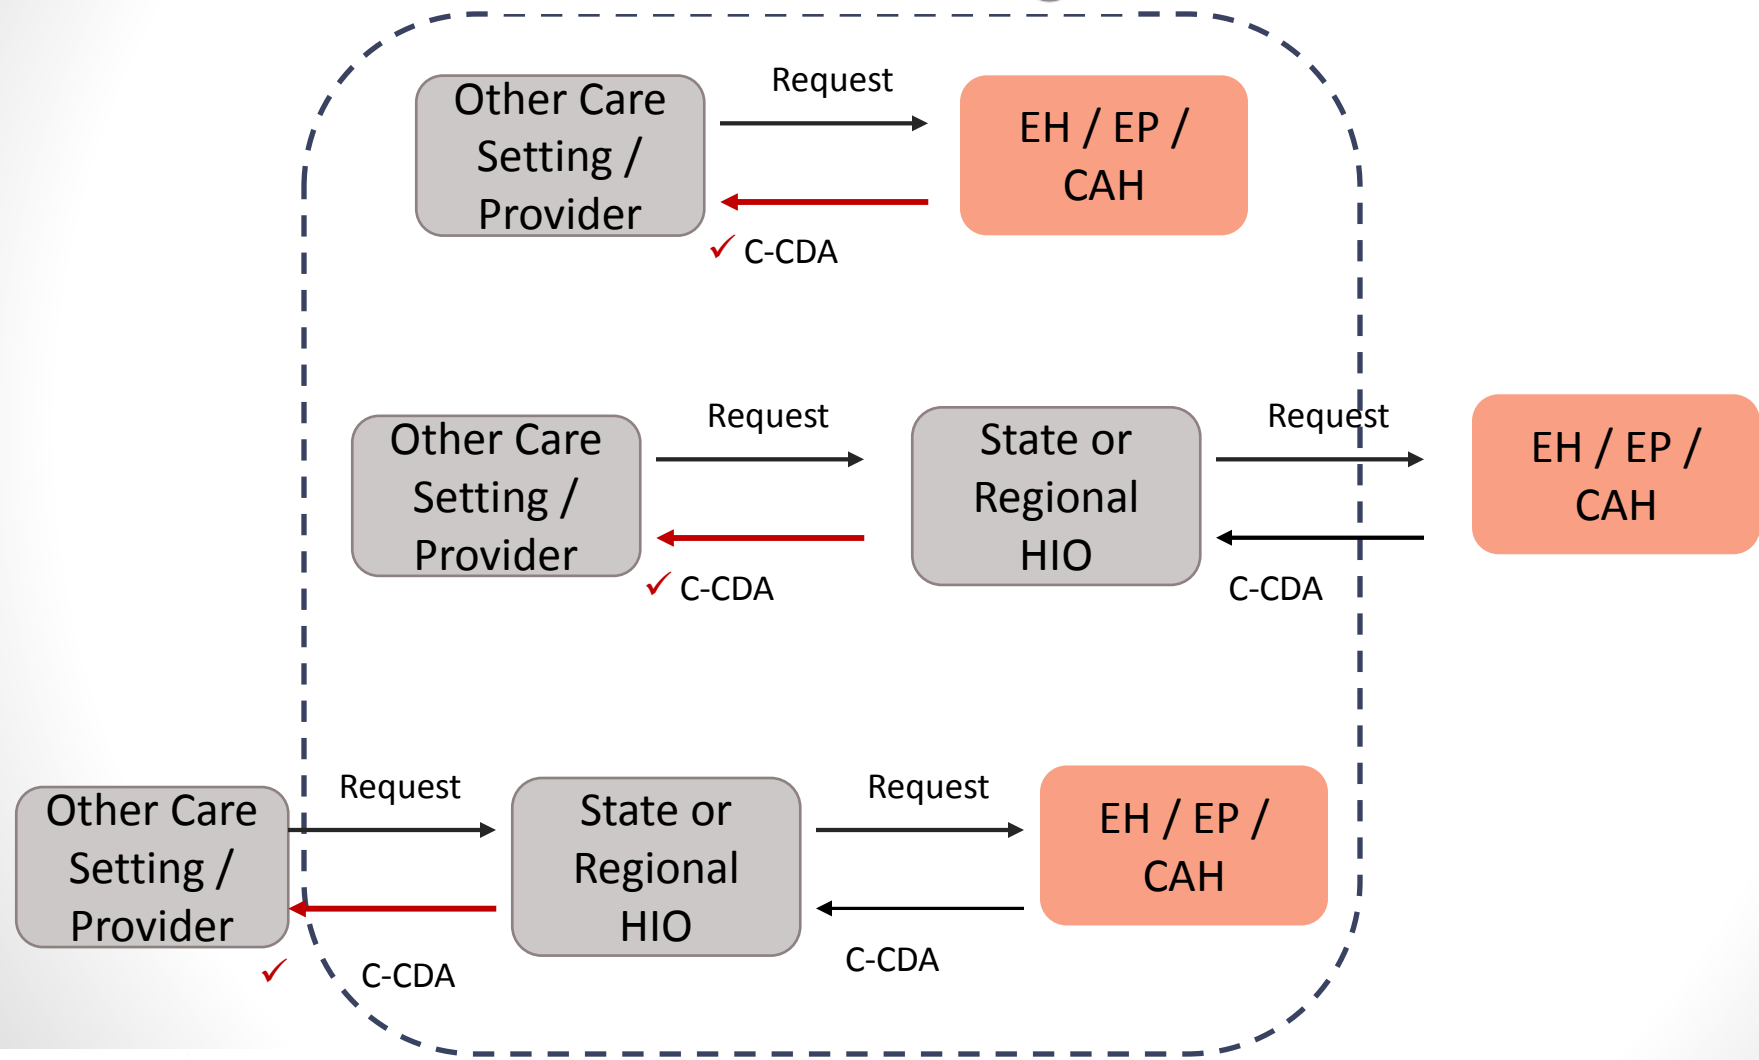 Request
Other Care
Setting /
Provider
EH / EP /
CAH
✓ C-CDA
Request
Request
Other Care
Setting /
Provider
State or
Regional
HIO
EH / EP /
CAH
✓ C-CDA
C-CDA
Request
Request
Other Care
Setting /
Provider
State or
Regional
HIO
EH / EP /
CAH
✓ C-CDA
C-CDA